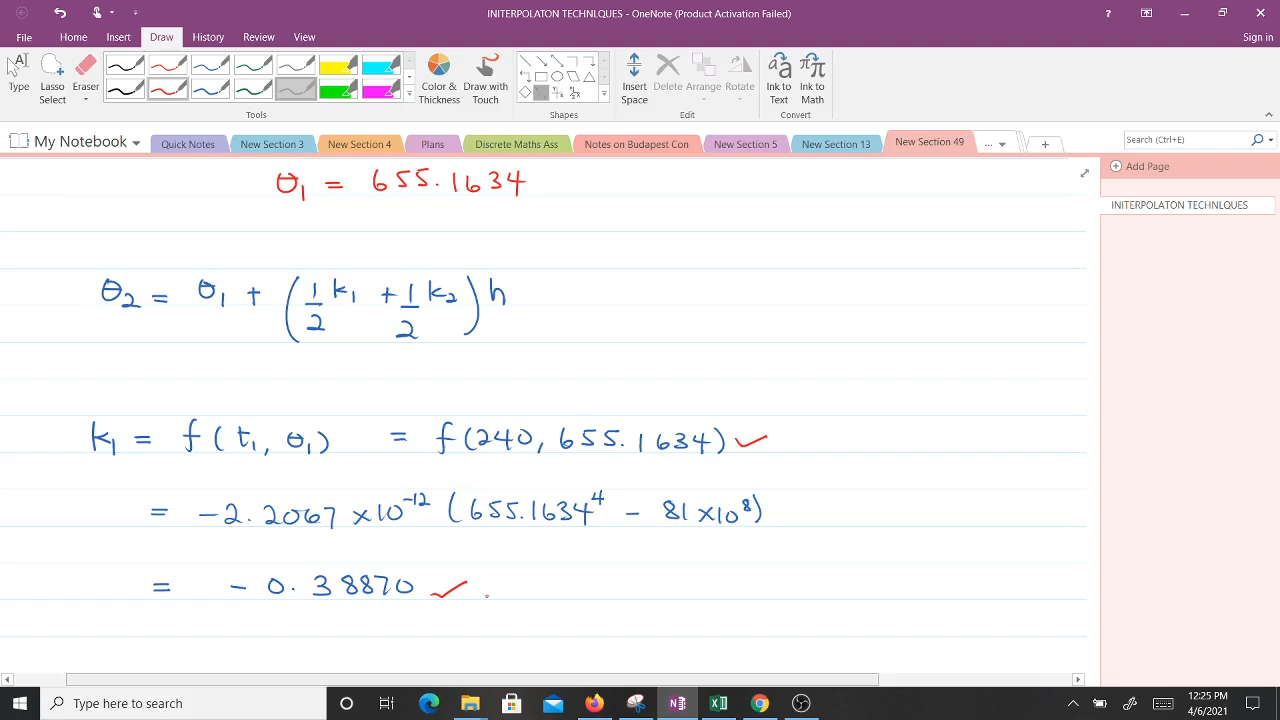 INITERPOLATON TECHNLQUES - OneNote (Product Activation Failed)
?
File Home Insert Draw History Review View Sign in
Type Lasso Select Eraser Color & Thickness Draw with Touch Insert Space Delete Arrange Rotate Ink to Text Ink to Math
Tools Shapes Edit Convert
My Notebook Quick Notes New Section 3 New Section 4 Plans Discrete Maths Ass Notes on Budapest Con New Section 5 New Section 13 New Section 49 ... Search (Ctrl+E)
Add Page
INITERPOLATON TECHNLQUES
θ₁ = 655.1634
θ₂ = θ₁ + (1/2 k₁ + 1/2 k₂) h
k₁ = f(t₁, θ₁) = f(240, 655.1634) ✓
= -2.2067 ×10⁻¹² (655.1634⁴ - 81 ×10⁸)
= - 0.38870 ✓
Type here to search
12:25 PM
4/6/2021